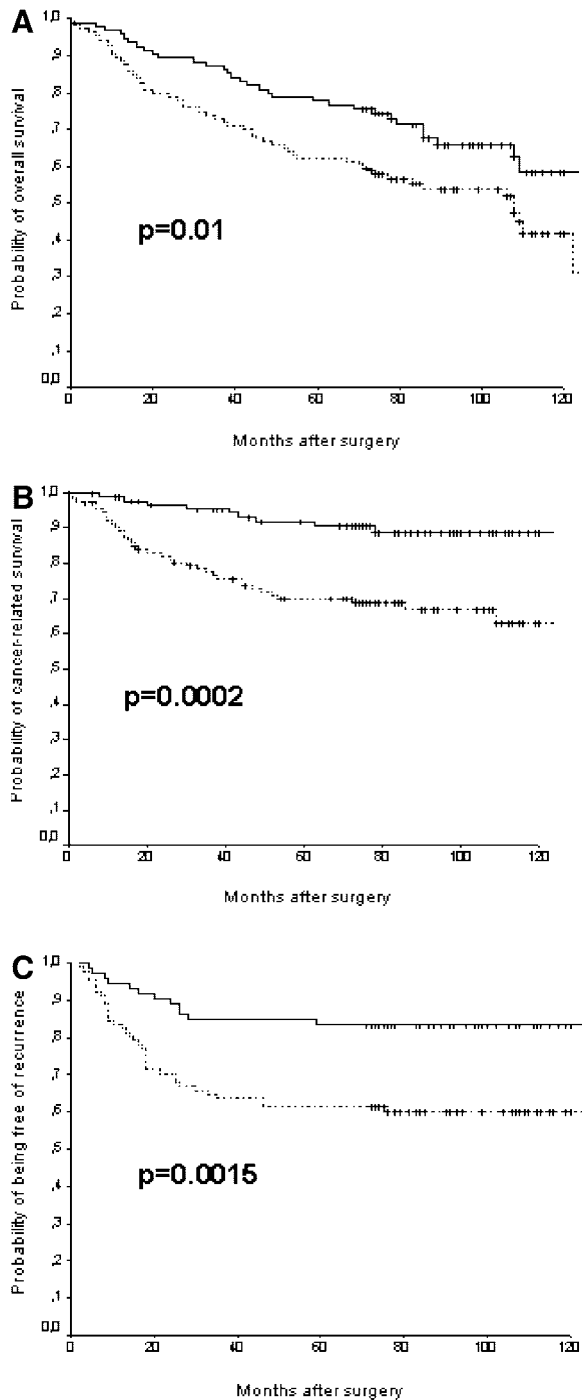 A
Probability of overall survival
1,0
,9
,8
,7
,6
,5
,4
,3
,2
,1
0,0
p=0.01
0 20 40 60 80 100 120
Months after surgery
B
Probability of cancer-related survival
1,0
,9
,8
,7
,6
,5
,4
,3
,2
,1
0,0
p=0.0002
0 20 40 60 80 100 120
Months after surgery
C
Probability of being free of recurrence
1,0
,9
,8
,7
,6
,5
,4
,3
,2
,1
0,0
p=0.0015
0 20 40 60 80 100 120
Months after surgery